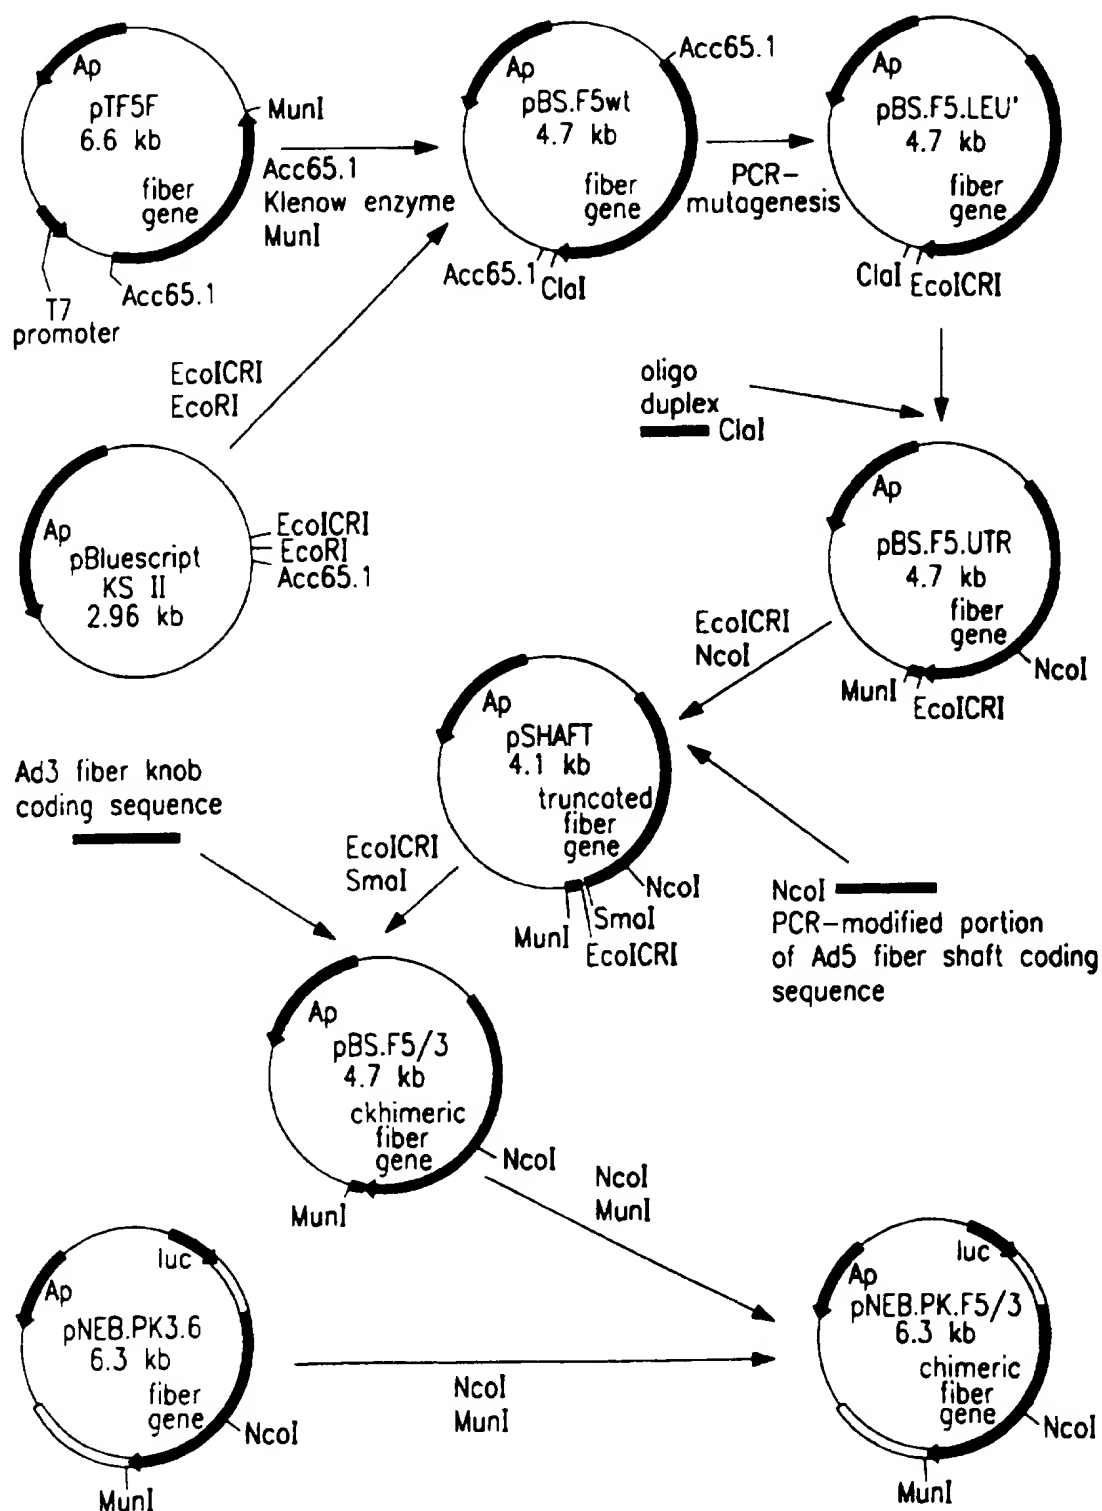 Ap
pTF5F
6.6 kb
MunI
fiber
gene
T7
promoter
Acc65.1
Acc65.1
Klenow enzyme
MunI
Ap
pBS.F5wt
4.7 kb
Acc65.1
fiber
gene
Acc65.1
ClaI
PCR-
mutagenesis
Ap
pBS.F5.LEU'
4.7 kb
fiber
gene
ClaI
EcoICRI
EcoICRI
EcoRI
oligo
duplex
ClaI
Ap
pBluescript
KS II
2.96 kb
EcoICRI
EcoRI
Acc65.1
Ap
pBS.F5.UTR
4.7 kb
fiber
gene
NcoI
MunI
EcoICRI
EcoICRI
NcoI
Ap
pSHAFT
4.1 kb
truncated
fiber
gene
NcoI
SmaI
MunI
EcoICRI
Ad3 fiber knob
coding sequence
EcoICRI
SmaI
NcoI
PCR-modified portion
of Ad5 fiber shaft coding
sequence
Ap
pBS.F5/3
4.7 kb
ckhimeric
fiber
gene
NcoI
MunI
NcoI
MunI
luc
Ap
pNEB.PK3.6
6.3 kb
fiber
gene
NcoI
MunI
NcoI
MunI
luc
Ap
pNEB.PK.F5/3
6.3 kb
chimeric
fiber
gene
NcoI
MunI